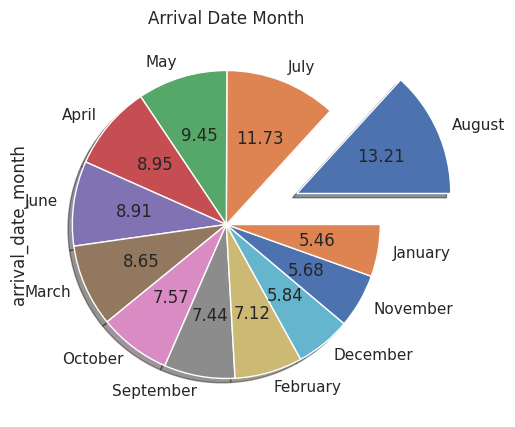 Arrival Date Month
May
July
April
August
9.45
11.73
13.21
8.95
arrival_date_month
June
8.91
5.46
January
8.65
5.68
March
7.57
5.84
November
7.44
7.12
October
December
September
February